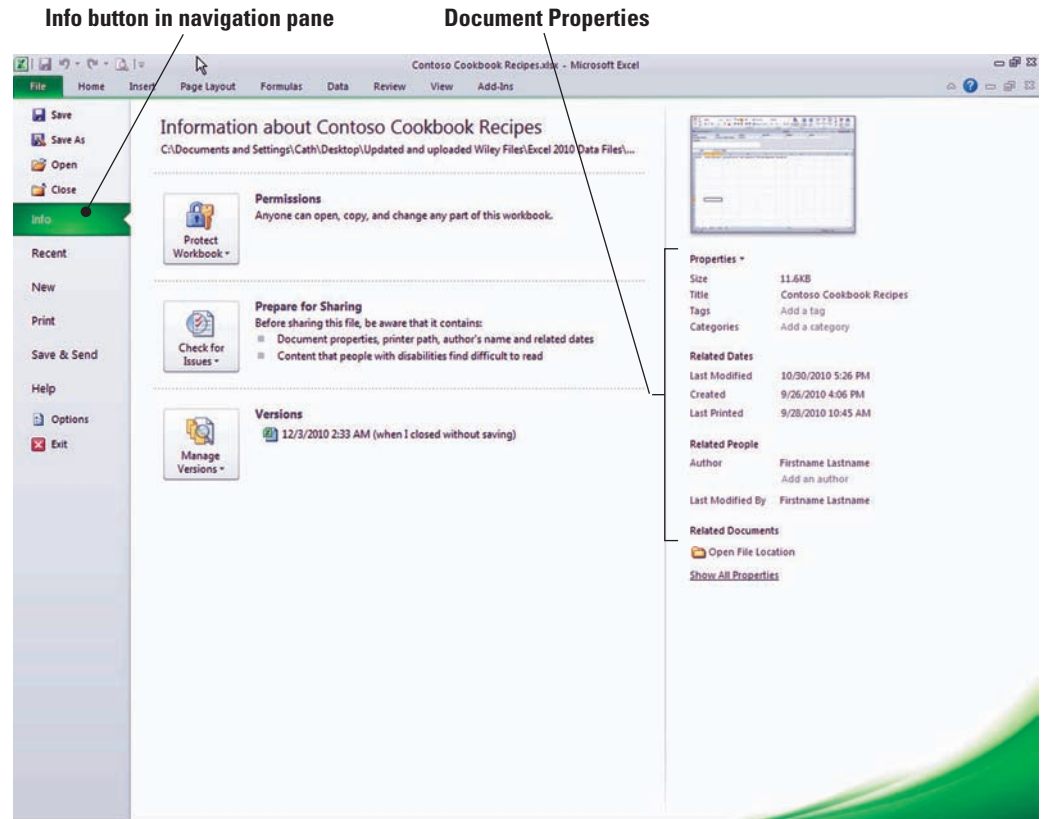 Info button in navigation pane
Document Properties
Contoso Cookbook Recipes.xlsx - Microsoft Excel
File Home Insert Page Layout Formulas Data Review View Add-Ins
Save
Save As
Open
Close
Info
Recent
New
Print
Save & Send
Help
Options
Exit
Information about Contoso Cookbook Recipes
C:\Documents and Settings\Cath\Desktop\Updated and uploaded Wiley Files\Excel 2010 Data Files\...
Protect
Workbook
Permissions
Anyone can open, copy, and change any part of this workbook.
Check for
Issues
Prepare for Sharing
Before sharing this file, be aware that it contains:
Document properties, printer path, author's name and related dates
Content that people with disabilities find difficult to read
Manage
Versions
Versions
12/3/2010 2:33 AM (when I closed without saving)
Properties
Size 11.6KB
Title Contoso Cookbook Recipes
Tags Add a tag
Categories Add a category
Related Dates
Last Modified 10/30/2010 5:26 PM
Created 9/26/2010 4:06 PM
Last Printed 9/28/2010 10:45 AM
Related People
Author Firstname Lastname
Add an author
Last Modified By Firstname Lastname
Related Documents
Open File Location
Show All Properties